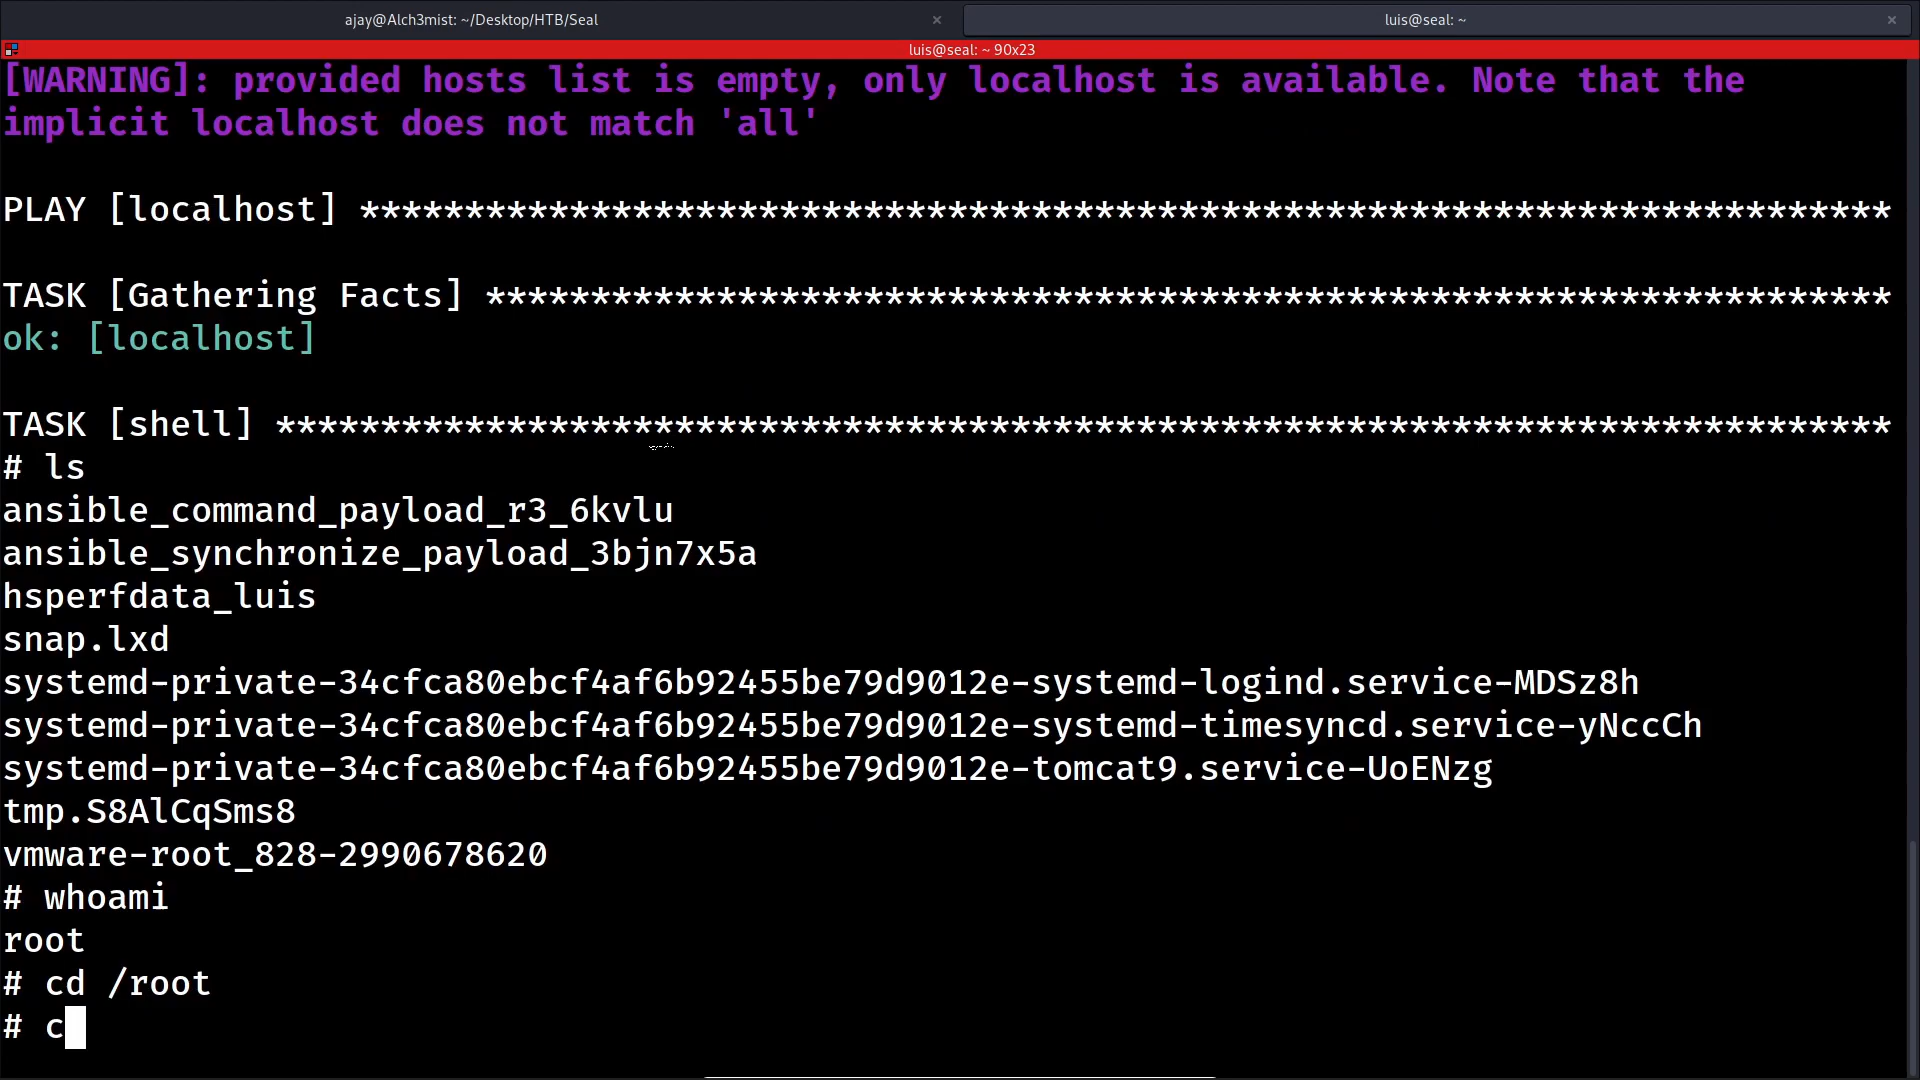 ajay@Alch3mist: ~/Desktop/HTB/Seal × luis@seal: ~ ×
luis@seal: ~ 90x23
[WARNING]: provided hosts list is empty, only localhost is available. Note that the
implicit localhost does not match 'all'
PLAY [localhost] *************************************************************************
TASK [Gathering Facts] *******************************************************************
ok: [localhost]
TASK [shell] *****************************************************************************
# ls
ansible_command_payload_r3_6kvlu
ansible_synchronize_payload_3bjn7x5a
hsperfdata_luis
snap.lxd
systemd-private-34cfca80ebcf4af6b92455be79d9012e-systemd-logind.service-MDSz8h
systemd-private-34cfca80ebcf4af6b92455be79d9012e-systemd-timesyncd.service-yNccCh
systemd-private-34cfca80ebcf4af6b92455be79d9012e-tomcat9.service-UoENzg
tmp.S8AlCqSms8
vmware-root_828-2990678620
# whoami
root
# cd /root
# c